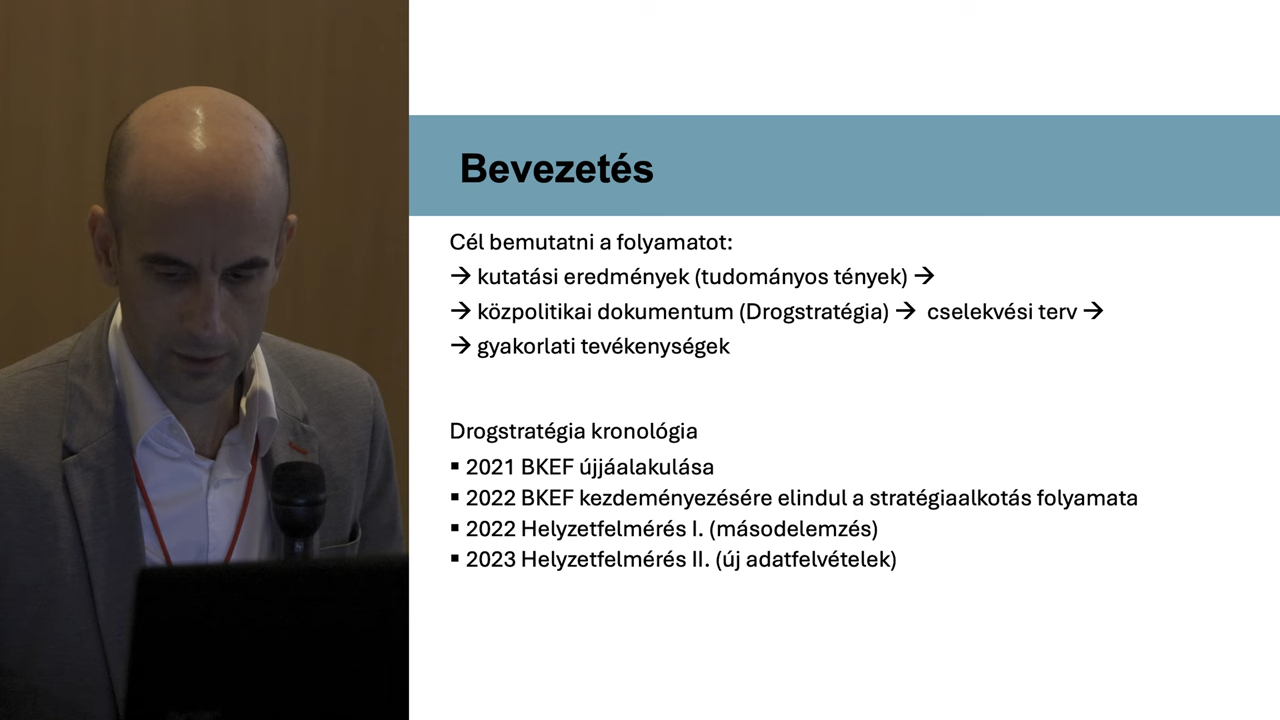 Bevezetés
Cél bemutatni a folyamatot:
→ kutatási eredmények (tudományos tények) →
→ közpolitikai dokumentum (Drogstratégia) → cselekvési terv →
→ gyakorlati tevékenységek
Drogstratégia kronológia
▪ 2021 BKEF újjáalakulása
▪ 2022 BKEF kezdeményezésére elindul a stratégiaalkotás folyamata
▪ 2022 Helyzetfelmérés I. (másodelemzés)
▪ 2023 Helyzetfelmérés II. (új adatfelvételek)